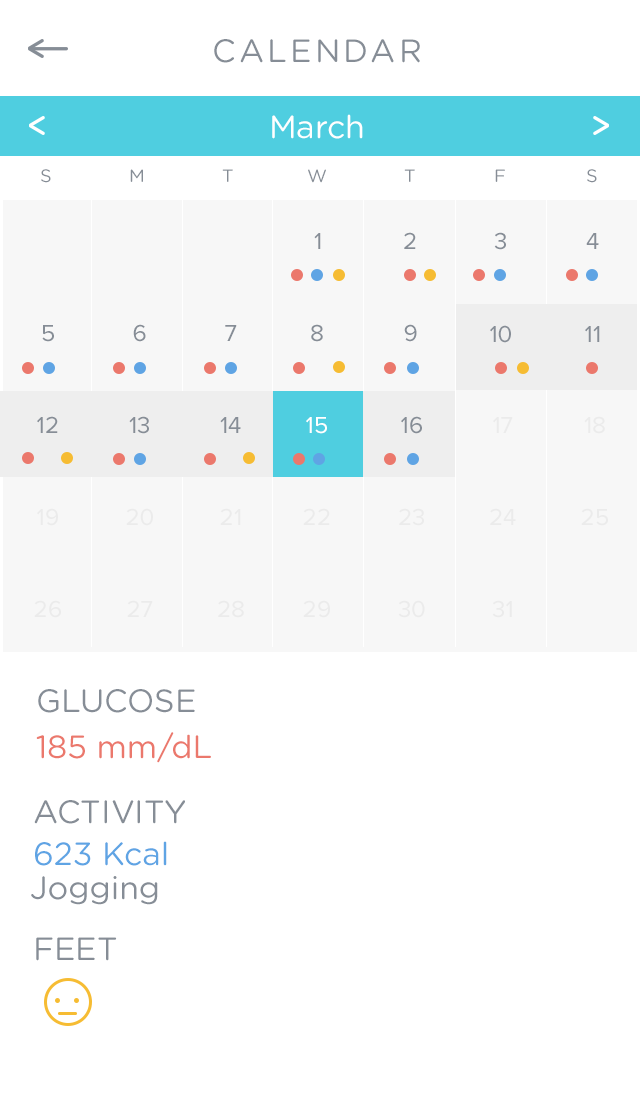 CALENDAR
< March >
S M T W T F S
1 2 3 4
5 6 7 8 9 10 11
12 13 14 15 16 17 18
19 20 21 22 23 24 25
26 27 28 29 30 31
GLUCOSE
185 mm/dL
ACTIVITY
623 Kcal
Jogging
FEET